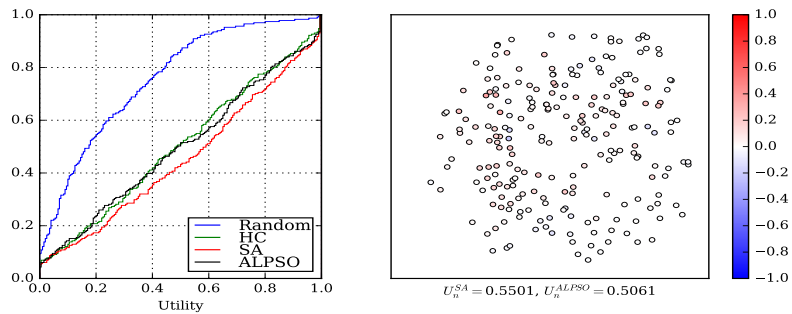 1.0
0.8
0.6
0.4
0.2
0.0
0.0 0.2 0.4 0.6 0.8 1.0
Utility
Random
HC
SA
ALPSO
U_n^{SA} = 0.5501, U_n^{ALPSO} = 0.5061
1.0
0.8
0.6
0.4
0.2
0.0
−0.2
−0.4
−0.6
−0.8
−1.0